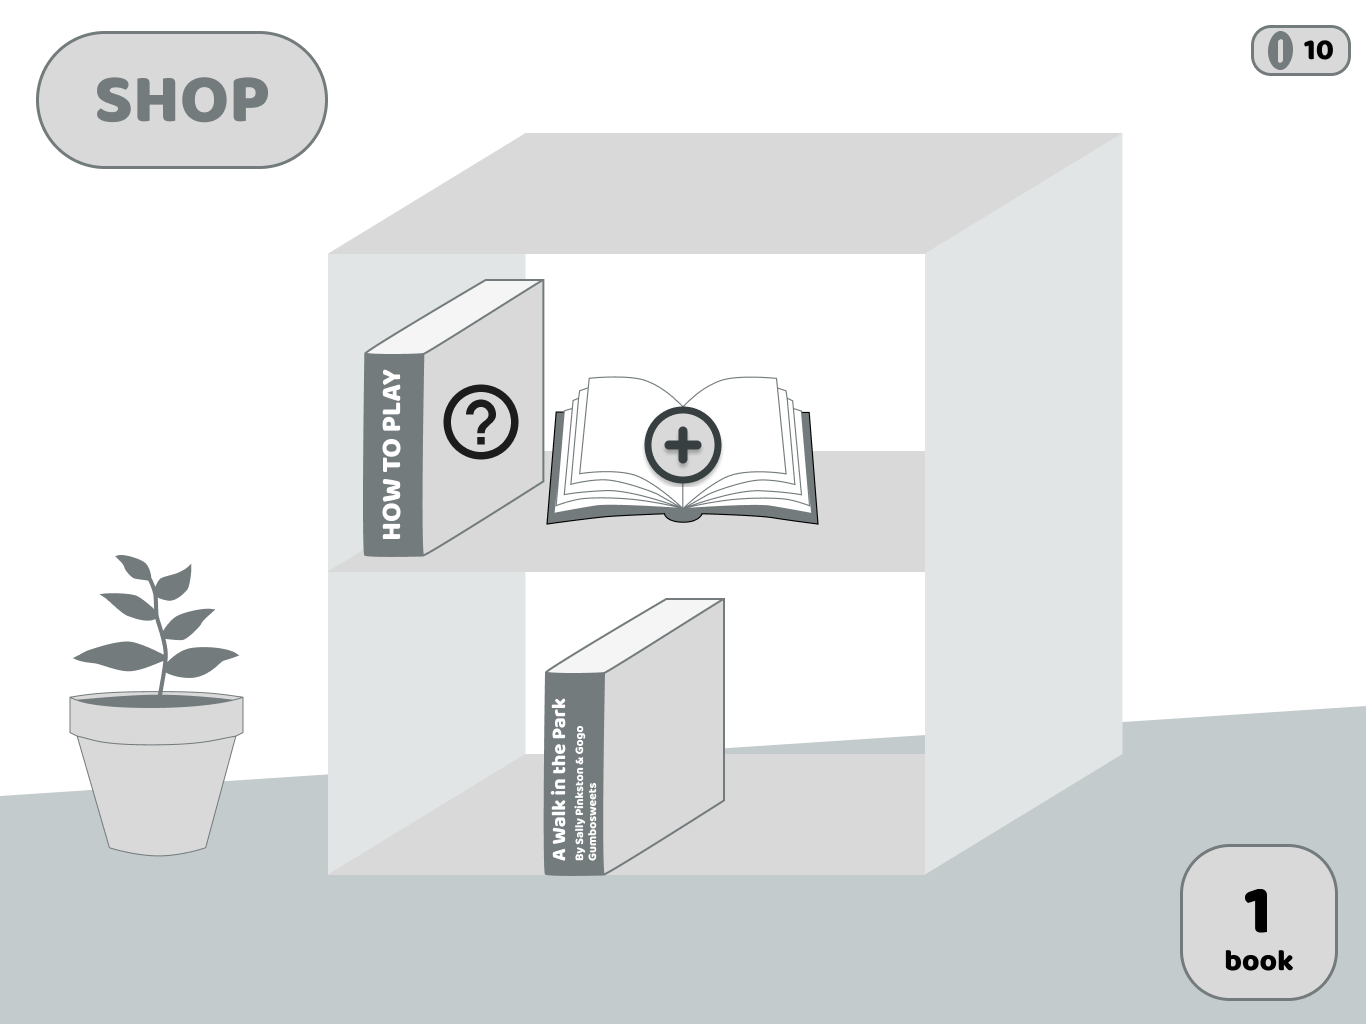 SHOP
10
HOW TO PLAY
?
A Walk in the Park
By Sally Pinkston & Gogo
Gumbosweets
1
book